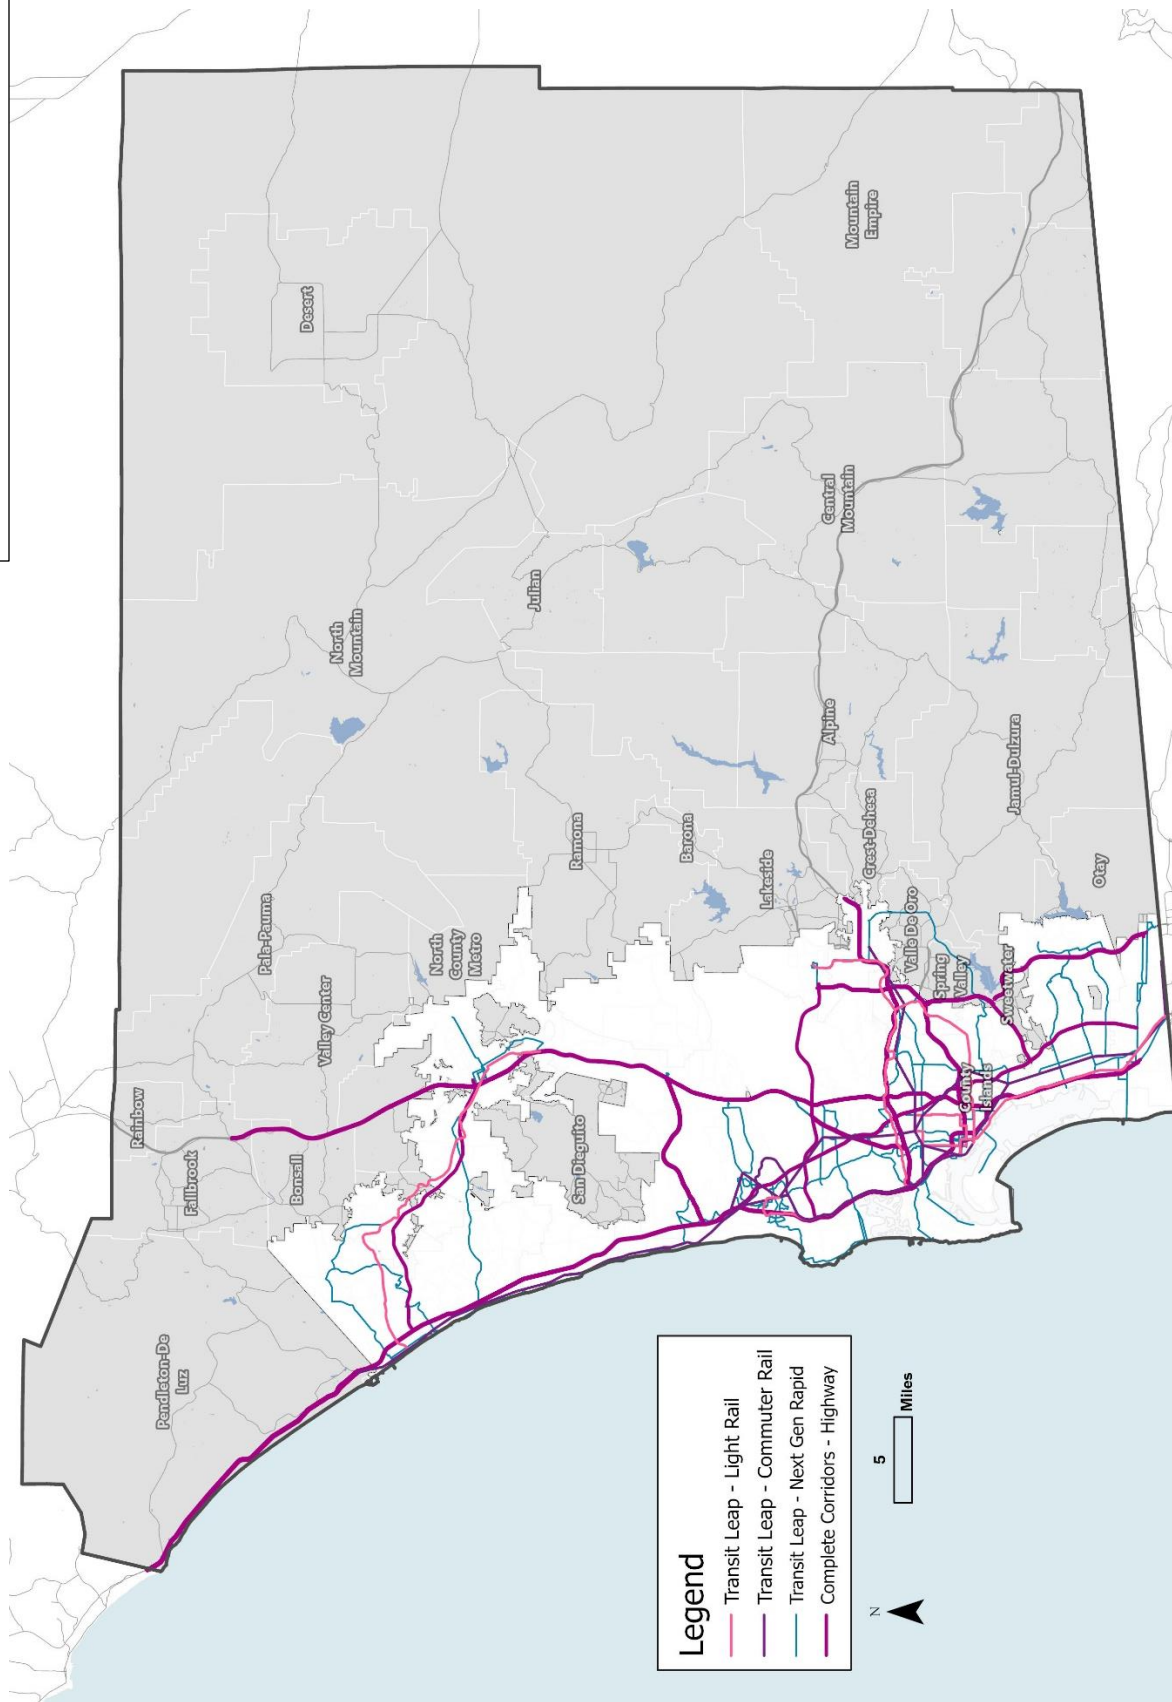 Rainbow
Fallbrook
Pendleton-De
Luz
Bonsall
Pala-Pauma
Valley Center
North
Mountain
Desert
North
County
Metro
Julian
San Dieguito
Ramona
Barona
Lakeside
Alpine
Central
Mountain
Mountain
Empire
Crest-Dehesa
Valle De Oro
Spring
Valley
Sweetwater
County
Islands
Jamul-Dulzura
Otay
Legend
Transit Leap - Light Rail
Transit Leap - Commuter Rail
Transit Leap - Next Gen Rapid
Complete Corridors - Highway
N
5
Miles